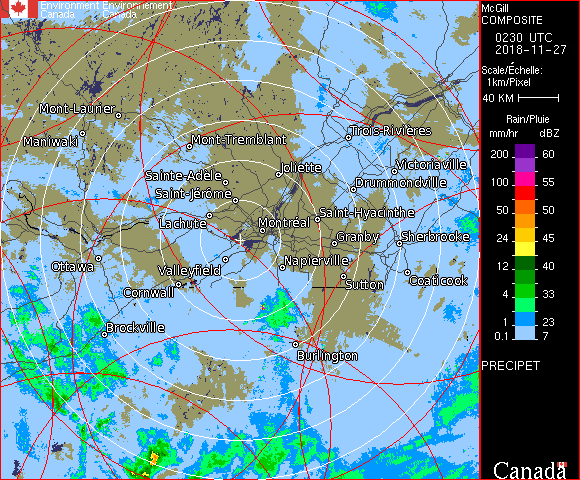 Environment Environnement
Canada Canada
McGill
COMPOSITE
0230 UTC
2018-11-27
Scale/Échelle:
1km/Pixel
40 KM
Rain/Pluie
mm/hr dBZ
200 60
100 55
50 50
24 45
12 40
4 33
1 23
0.1 7
PRECIPET
Canada
Mont-Laurier
Maniwaki
Mont-Tremblant
Trois-Rivières
Joliette
Victoriaville
Sainte-Adèle
Drummondville
Saint-Jérôme
Saint-Hyacinthe
Lachute
Montréal
Granby
Sherbrooke
Ottawa
Valleyfield
Napierville
Sutton
Coaticook
Cornwall
Brockville
Burlington